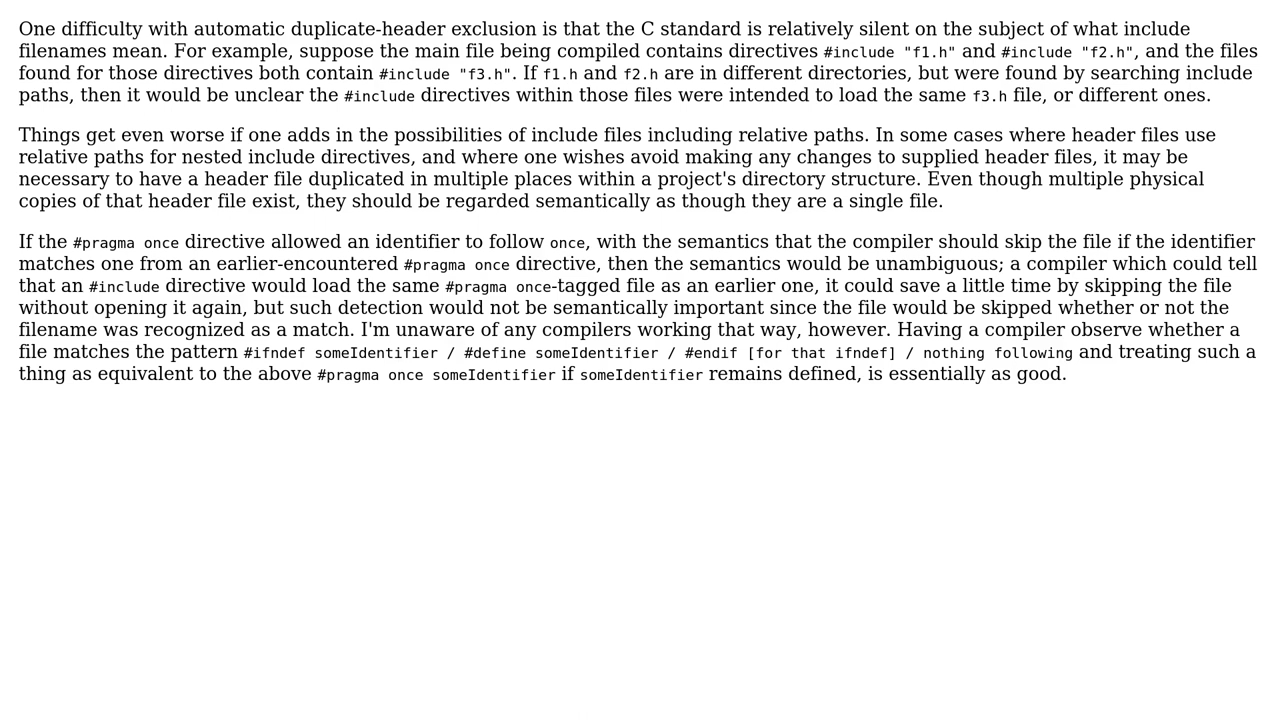 One difficulty with automatic duplicate-header exclusion is that the C standard is relatively silent on the subject of what include
filenames mean. For example, suppose the main file being compiled contains directives #include "f1.h" and #include "f2.h", and the files
found for those directives both contain #include "f3.h". If f1.h and f2.h are in different directories, but were found by searching include
paths, then it would be unclear the #include directives within those files were intended to load the same f3.h file, or different ones.
Things get even worse if one adds in the possibilities of include files including relative paths. In some cases where header files use
relative paths for nested include directives, and where one wishes avoid making any changes to supplied header files, it may be
necessary to have a header file duplicated in multiple places within a project's directory structure. Even though multiple physical
copies of that header file exist, they should be regarded semantically as though they are a single file.
If the #pragma once directive allowed an identifier to follow once, with the semantics that the compiler should skip the file if the identifier
matches one from an earlier-encountered #pragma once directive, then the semantics would be unambiguous; a compiler which could tell
that an #include directive would load the same #pragma once-tagged file as an earlier one, it could save a little time by skipping the file
without opening it again, but such detection would not be semantically important since the file would be skipped whether or not the
filename was recognized as a match. I'm unaware of any compilers working that way, however. Having a compiler observe whether a
file matches the pattern #ifndef someIdentifier / #define someIdentifier / #endif [for that ifndef] / nothing following and treating such a
thing as equivalent to the above #pragma once someIdentifier if someIdentifier remains defined, is essentially as good.